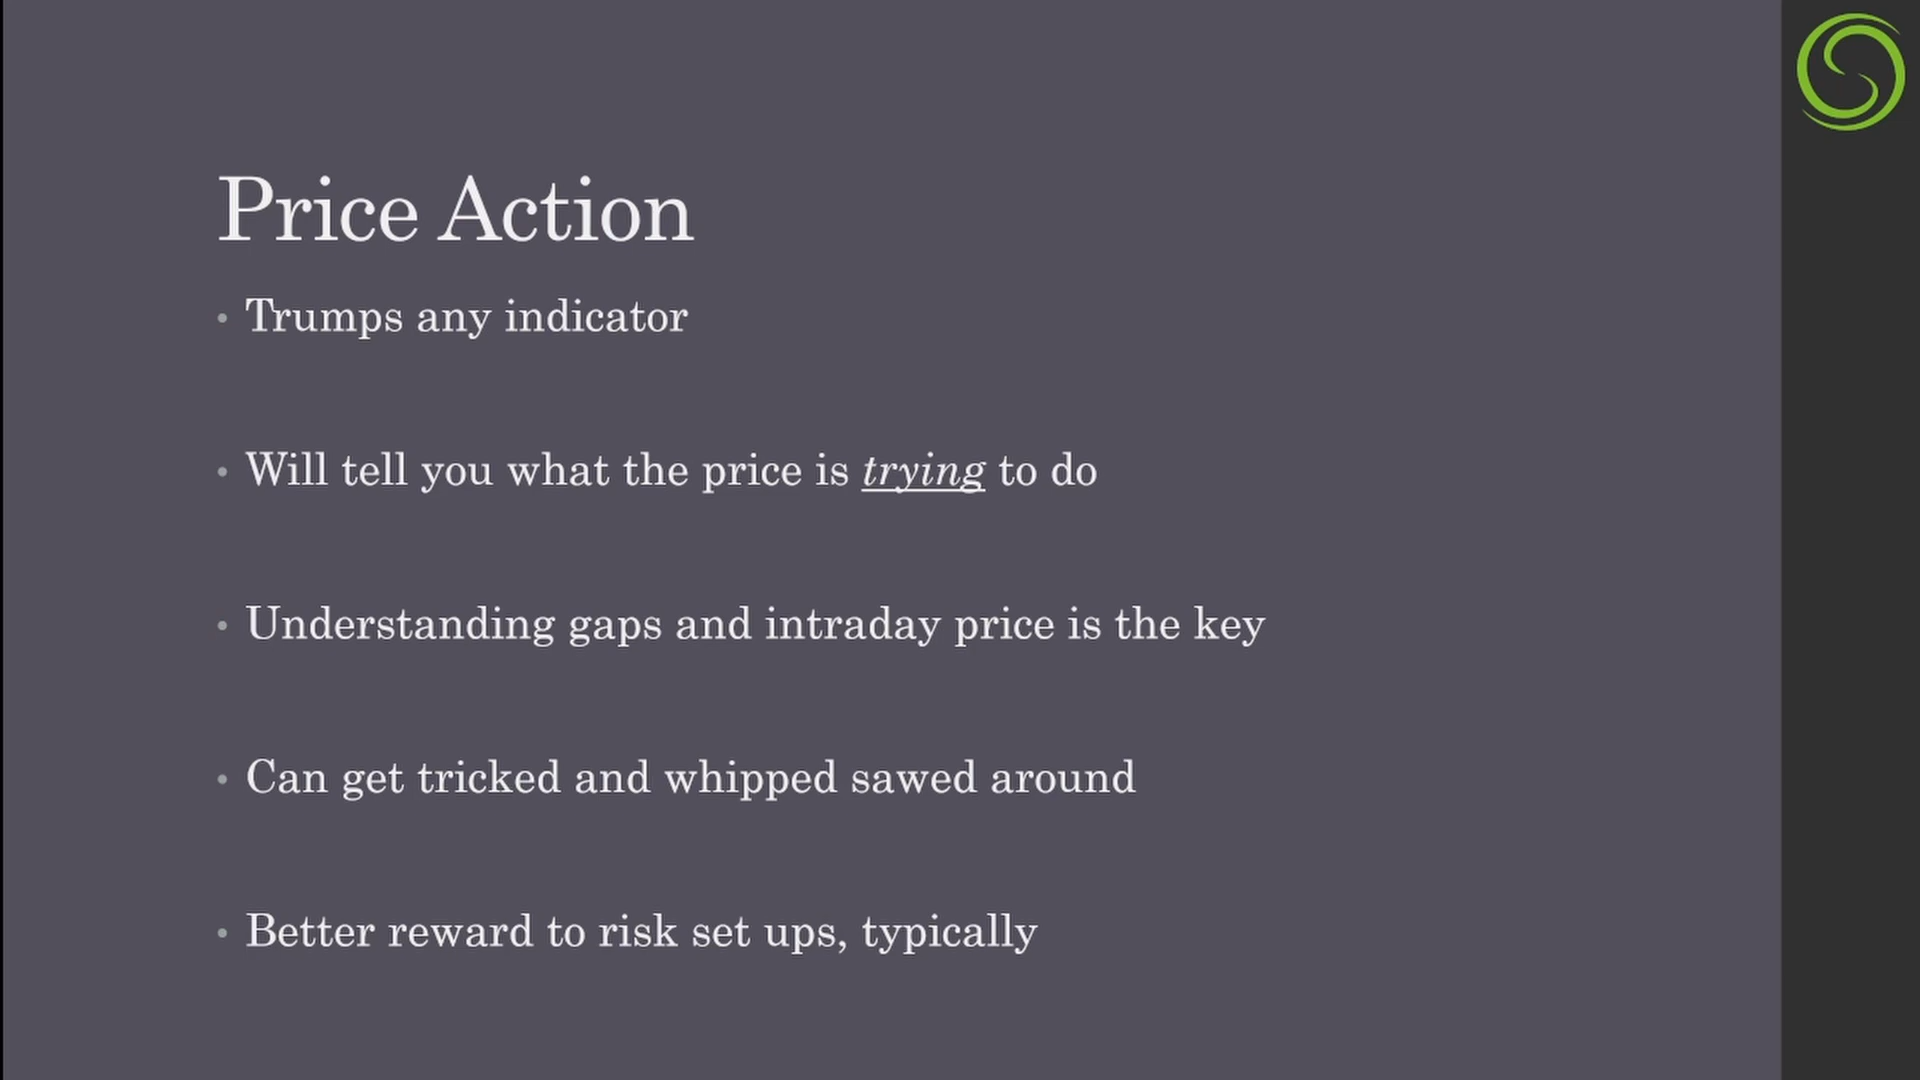 Price Action
• Trumps any indicator
• Will tell you what the price is trying to do
• Understanding gaps and intraday price is the key
• Can get tricked and whipped sawed around
• Better reward to risk set ups, typically